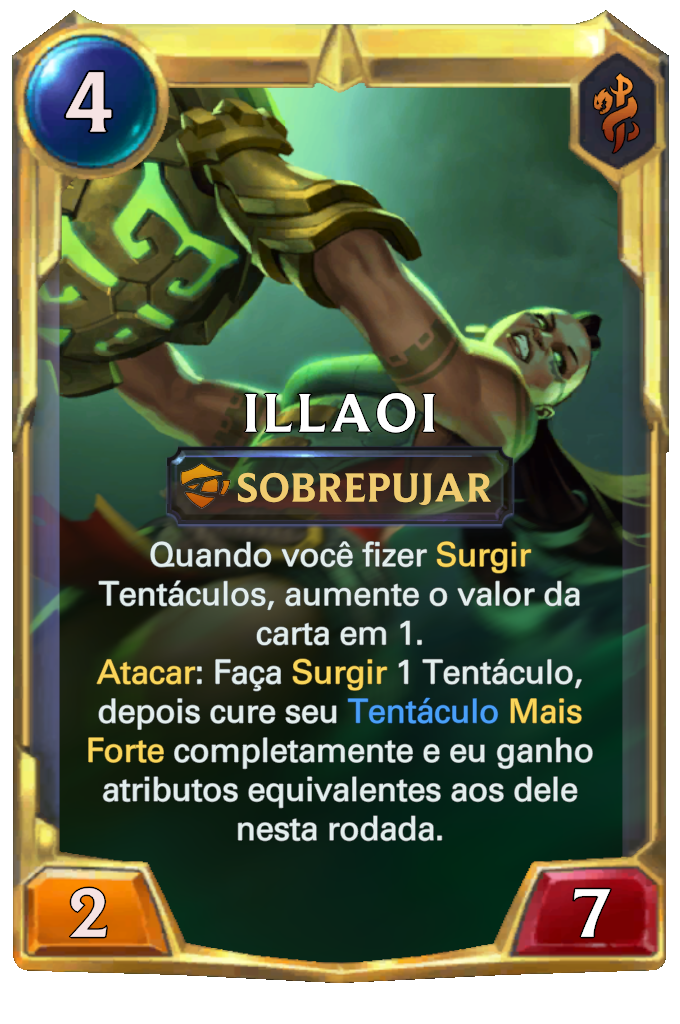 4
ILLAOI
SOBREPUJAR
Quando você fizer Surgir
Tentáculos, aumente o valor da
carta em 1.
Atacar: Faça Surgir 1 Tentáculo,
depois cure seu Tentáculo Mais
Forte completamente e eu ganho
atributos equivalentes aos dele
nesta rodada.
2
7